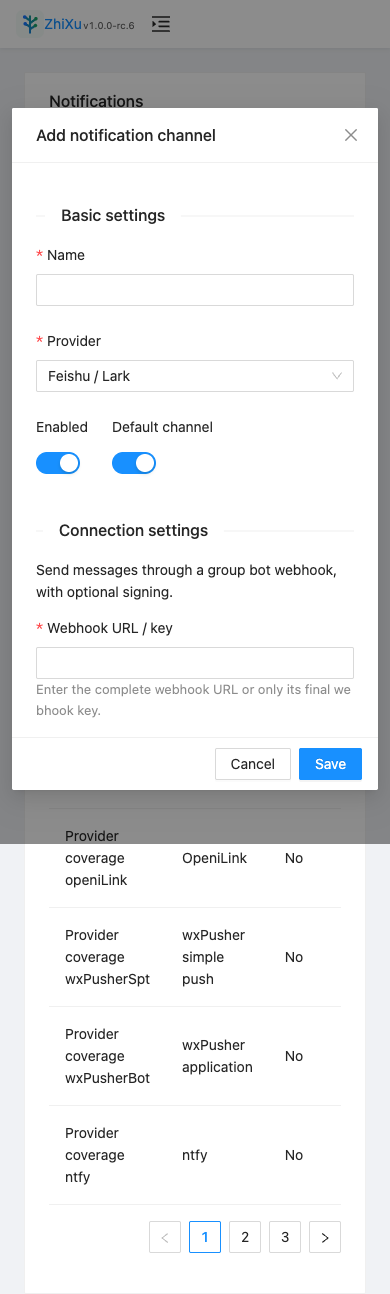 ZhiXu v1.0.0-rc.6
Notifications
Add notification channel
Basic settings
* Name
* Provider
Feishu / Lark
Enabled Default channel
Connection settings
Send messages through a group bot webhook,
with optional signing.
* Webhook URL / key
Enter the complete webhook URL or only its final we
bhook key.
Cancel Save
Provider
coverage
openiLink
OpeniLink
No
Provider
coverage
wxPusherSpt
wxPusher
simple
push
No
Provider
coverage
wxPusherBot
wxPusher
application
No
Provider
coverage
ntfy
ntfy
No
< 1 2 3 >